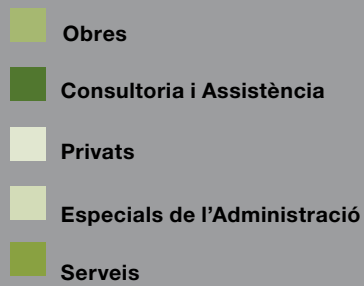 Obres
Consultoria i Assistència
Privats
Especials de l’Administració
Serveis